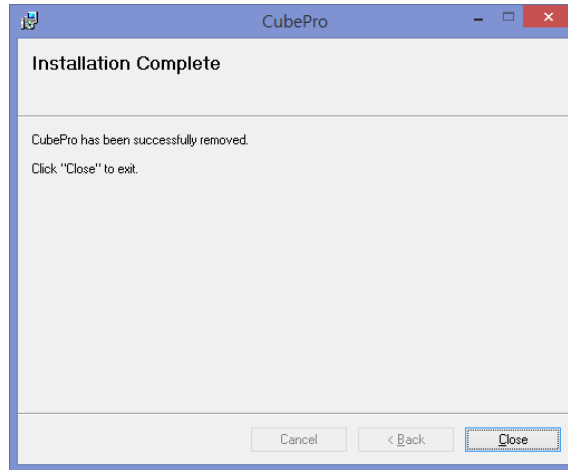 CubePro
Installation Complete
CubePro has been successfully removed.
Click "Close" to exit.
Cancel
< Back
Close